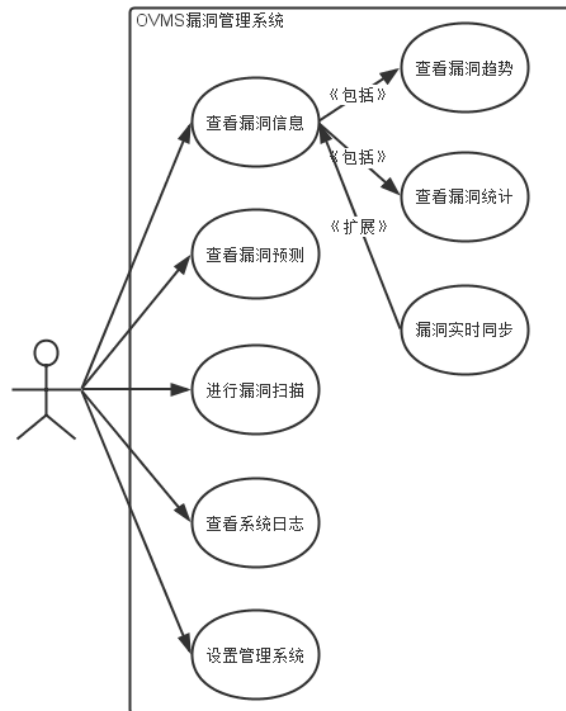 OVMS漏洞管理系统
查看漏洞趋势
《包括》
查看漏洞信息
《包括》
查看漏洞统计
《扩展》
查看漏洞预测
漏洞实时同步
进行漏洞扫描
查看系统日志
设置管理系统